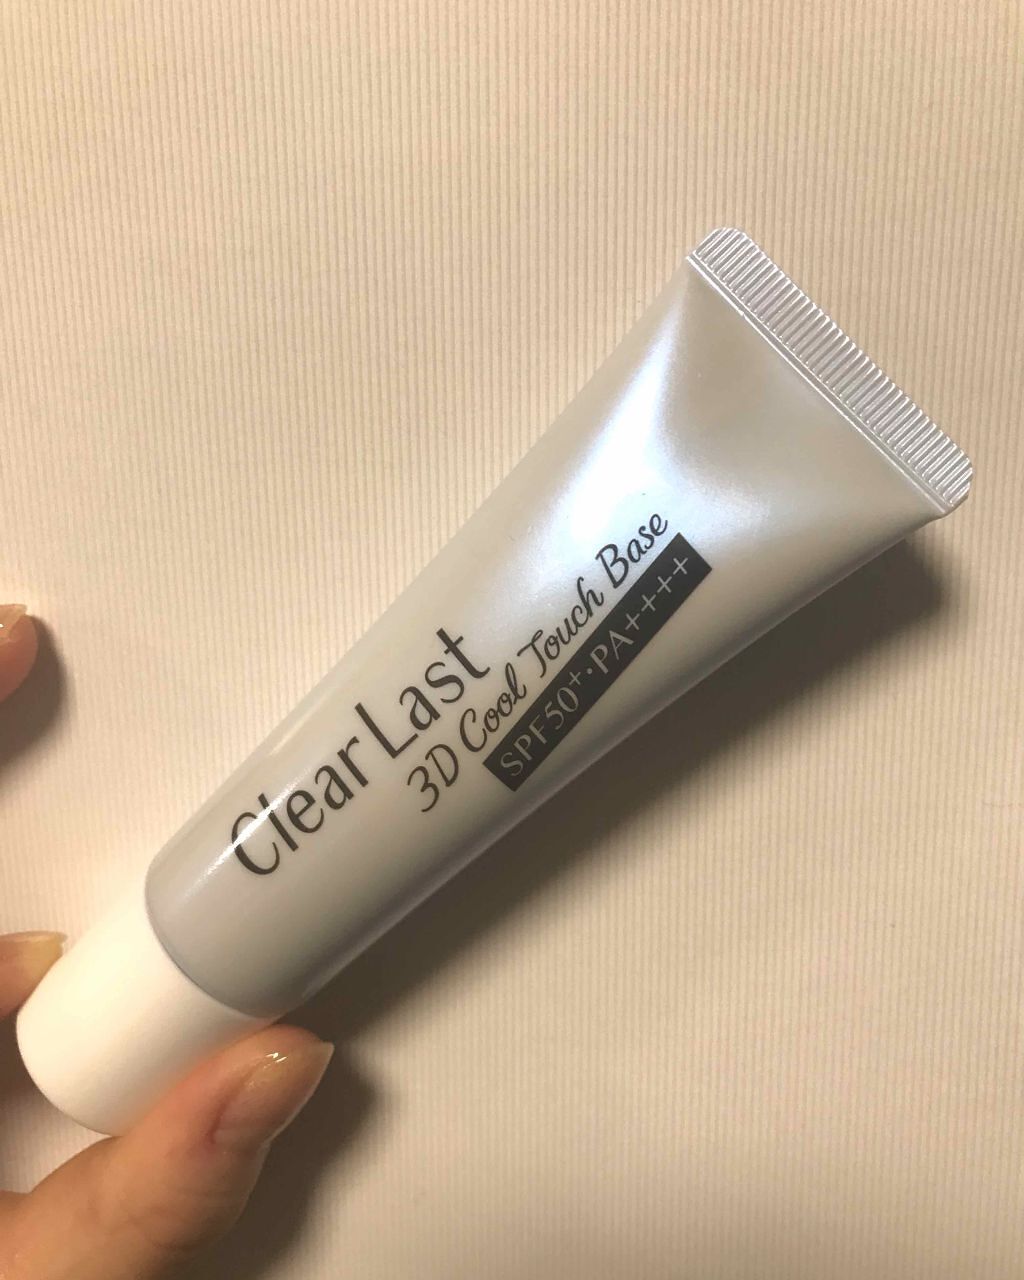 Clear Last
3D Cool Touch Base
SPF50+・PA++++